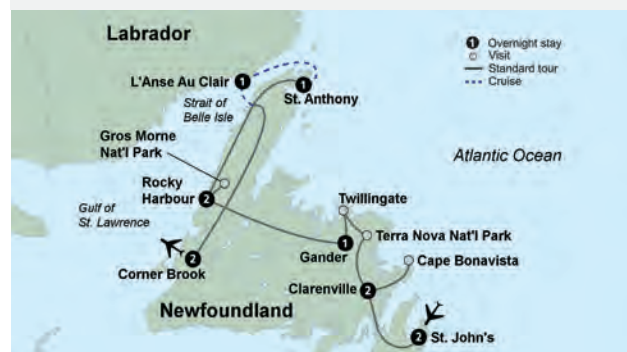 Labrador
1 Overnight stay
Visit
Standard tour
Cruise
L'Anse Au Clair 1
1
St. Anthony
Strait of
Belle Isle
Gros Morne
Nat'l Park
Atlantic Ocean
Rocky
Harbour 2
Twillingate
Gulf of
St. Lawrence
Terra Nova Nat'l Park
1
Gander
Cape Bonavista
2
Corner Brook
Clarenville 2
Newfoundland
2 St. John's